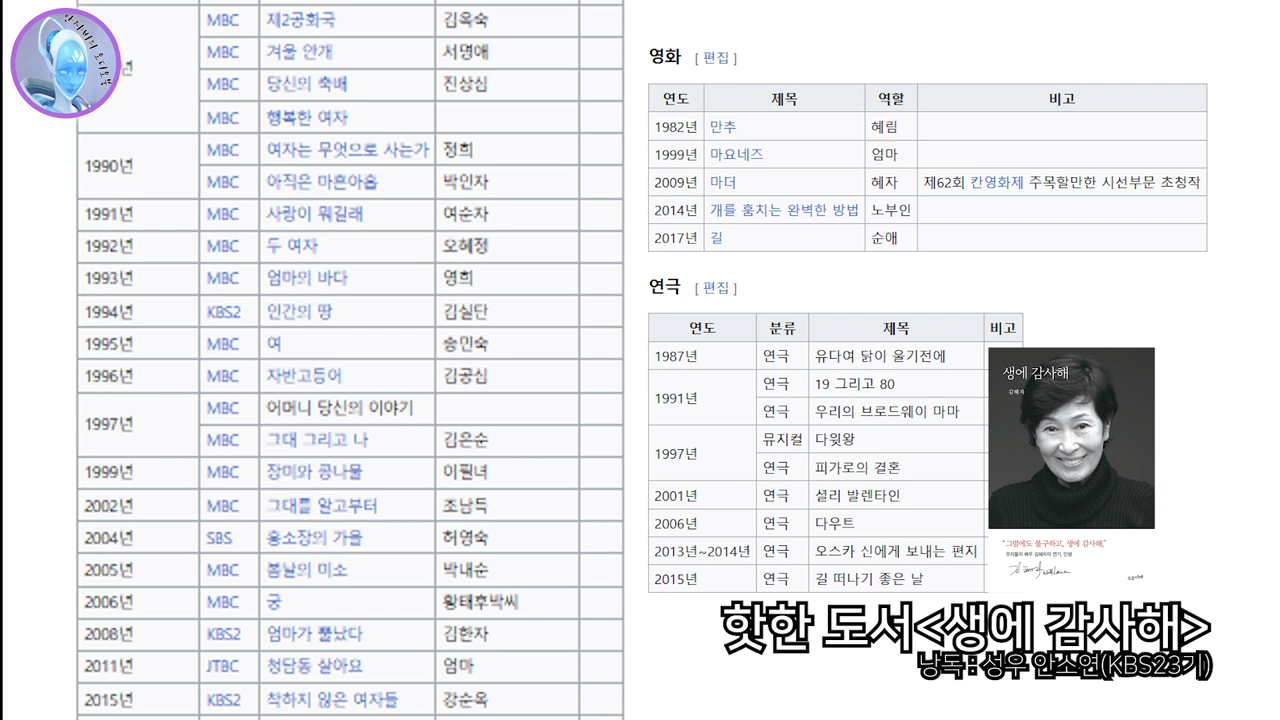 안작비의 오디오북
년
MBC 제2공화국 김옥숙
MBC 겨울 안개 서명애
MBC 당신의 축배 진상심
MBC 행복한 여자
1990년 MBC 여자는 무엇으로 사는가 정희
MBC 아직은 마흔아홉 박인자
1991년 MBC 사랑이 뭐길래 여순자
1992년 MBC 두 여자 오혜정
1993년 MBC 엄마의 바다 영희
1994년 KBS2 인간의 땅 김실단
1995년 MBC 여 송민숙
1996년 MBC 자반고등어 김공심
1997년 MBC 어머니 당신의 이야기
MBC 그대 그리고 나 김은순
1999년 MBC 장미와 콩나물 이필녀
2002년 MBC 그대를 알고부터 조남득
2004년 SBS 홍소장의 가을 허영숙
2005년 MBC 봄날의 미소 박내순
2006년 MBC 궁 황태후박씨
2008년 KBS2 엄마가 뿔났다 김한자
2011년 JTBC 청담동 살아요 엄마
2015년 KBS2 착하지 않은 여자들 강순옥
영화 [ 편집 ]
연도 제목 역할 비고
1982년 만추 혜림
1999년 마요네즈 엄마
2009년 마더 혜자 제62회 칸영화제 주목할만한 시선부문 초청작
2014년 개를 훔치는 완벽한 방법 노부인
2017년 길 순애
연극 [ 편집 ]
연도 분류 제목 비고
1987년 연극 유다여 닭이 울기전에
1991년 연극 19 그리고 80
연극 우리의 브로드웨이 마마
1997년 뮤지컬 다윗왕
연극 피가로의 결혼
2001년 연극 셜리 발렌타인
2006년 연극 다우트
2013년~2014년 연극 오스카 신에게 보내는 편지
2015년 연극 길 떠나기 좋은 날
생에 감사해
김혜자
"그럼에도 불구하고, 생에 감사해."
우리들의 배우 김혜자의 연기, 인생
수오서재
핫한 도서<생에 감사해>
낭독 : 성우 안소연(KBS23기)